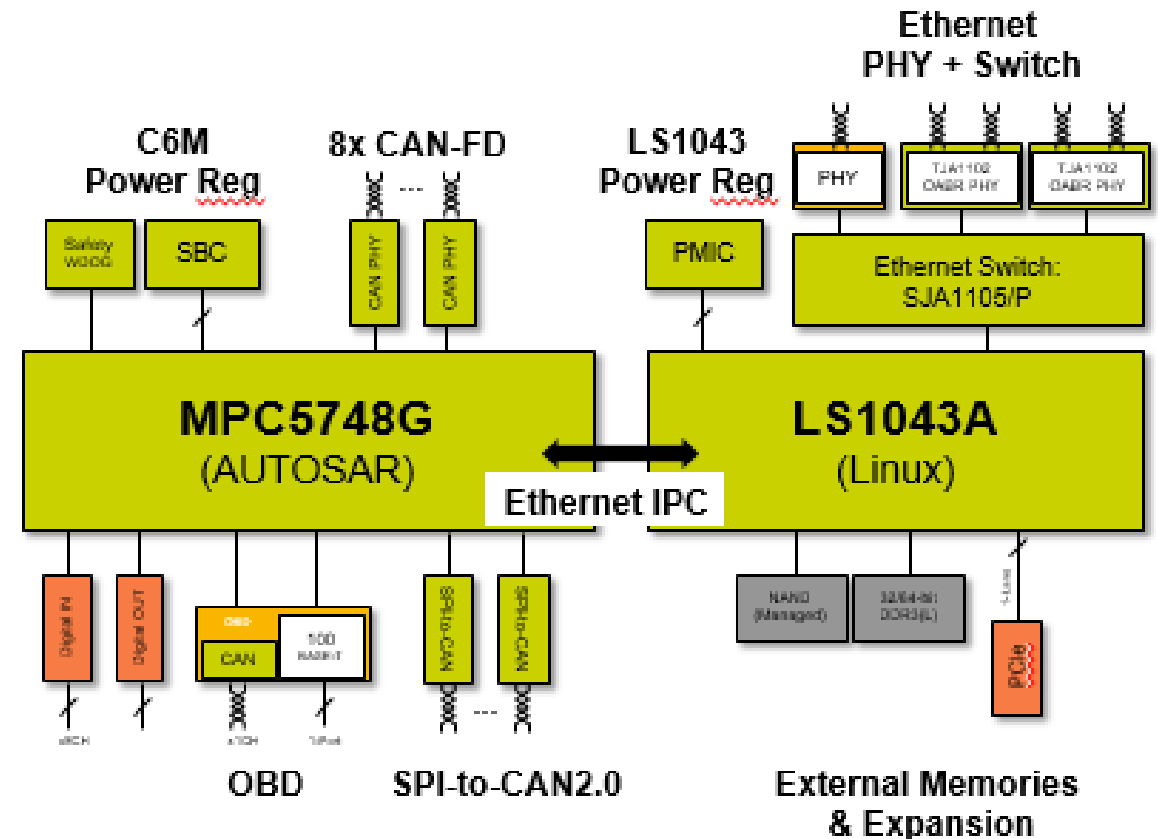 Ethernet
PHY + Switch
C6M
Power Reg
8x CAN-FD
LS1043
Power Reg
PHY
TJA1102
OABR PHY
TJA1102
OABR PHY
Safety
SBC
CAN PHY
CAN PHY
PMIC
Ethernet Switch:
SJA1105/P
MPC5748G
(AUTOSAR)
LS1043A
(Linux)
Ethernet IPC
Digital IN
Digital OUT
OBD
CAN
100
BASE-T
SPI-to-CAN
SPI-to-CAN
NAND
(Managed)
32/64-bit
DDR3(L)
PCIe
OBD
SPI-to-CAN2.0
External Memories
& Expansion